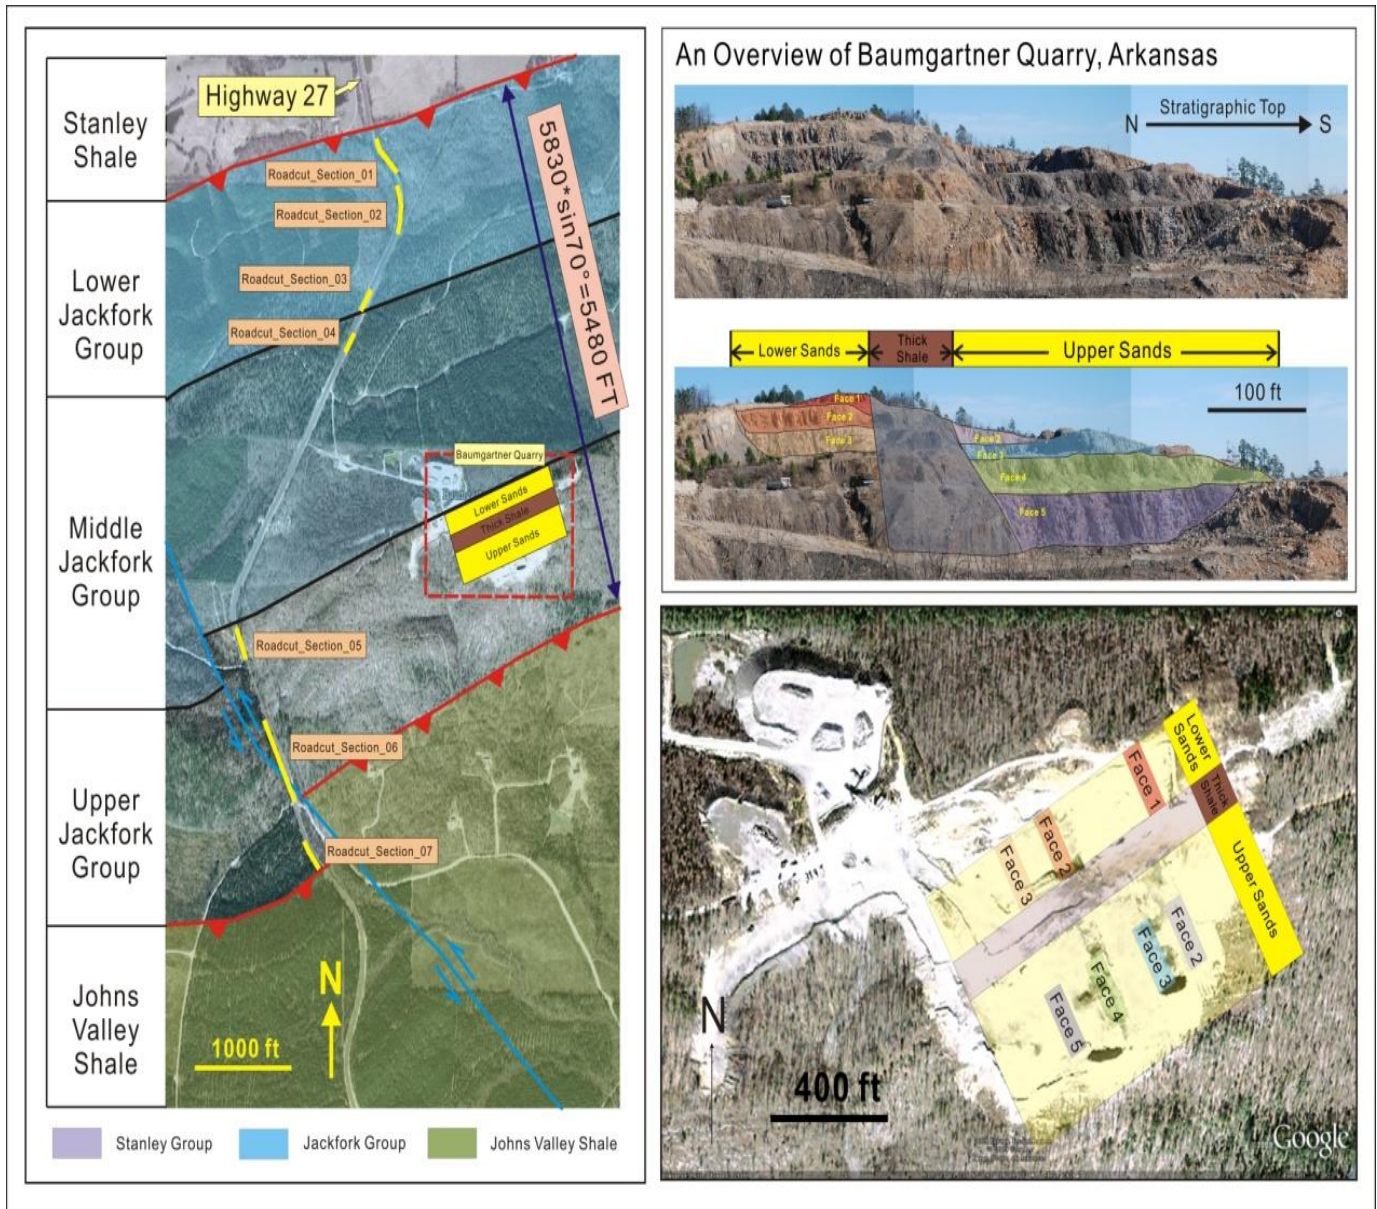 Stanley
Shale
Lower
Jackfork
Group
Middle
Jackfork
Group
Upper
Jackfork
Group
Johns
Valley
Shale
Highway 27
Roadcut_Section_01
Roadcut_Section_02
Roadcut_Section_03
Roadcut_Section_04
5830*sin70°=5480 FT
Baumgartner Quarry
Lower Sands
Thick Shale
Upper Sands
Roadcut_Section_05
Roadcut_Section_06
Roadcut_Section_07
N
1000 ft
Stanley Group
Jackfork Group
Johns Valley Shale
An Overview of Baumgartner Quarry, Arkansas
Stratigraphic Top
N
S
Lower Sands
Thick
Shale
Upper Sands
100 ft
Face 1
Face 2
Face 3
Face 2
Face 3
Face 4
Face 5
Lower
Sands
Thick
Shale
Upper Sands
Face 1
Face 2
Face 3
Face 2
Face 3
Face 4
Face 5
N
400 ft
Google